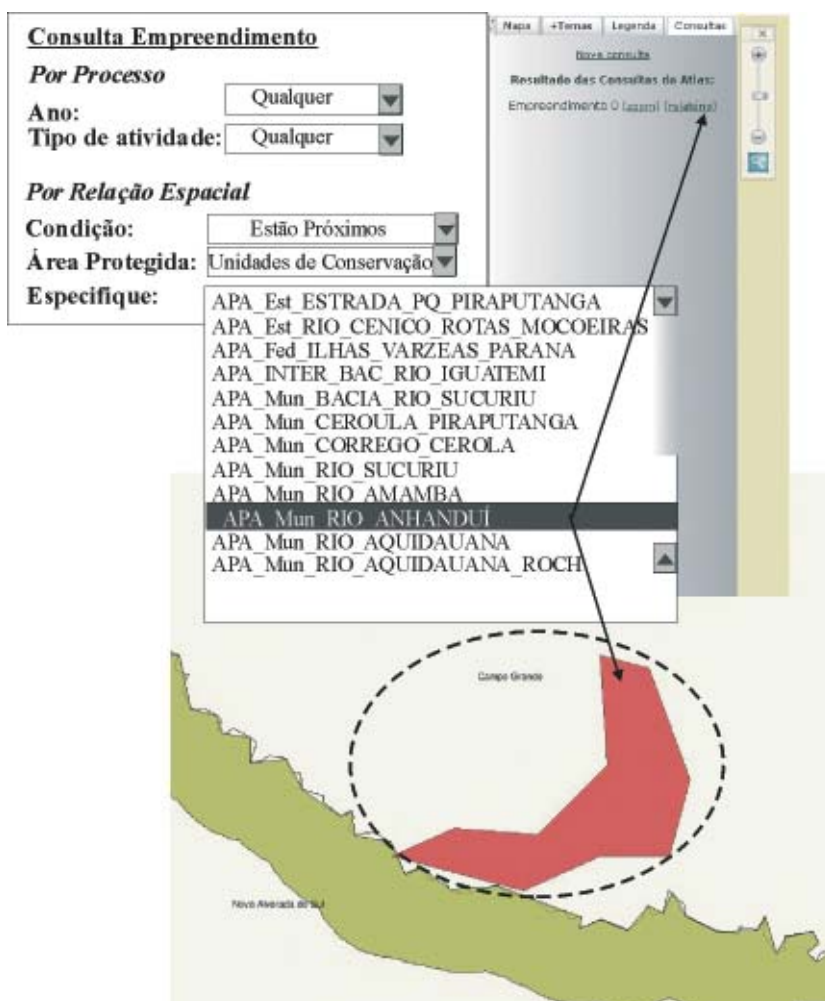 Consulta Empreendimento
Por Processo
Ano: Qualquer
Tipo de atividade: Qualquer
Por Relação Espacial
Condição: Estão Próximos
Área Protegida: Unidades de Conservação
Especifique:
APA_Est_ESTRADA_PQ_PIRAPUTANGA
APA_Est_RIO_CENICO_ROTAS_MOCOEIRAS
APA_Fed_ILHAS_VARZEAS_PARANA
APA_INTER_BAC_RIO_IGUATEMI
APA_Mun_BACIA_RIO_SUCURIU
APA_Mun_CEROULA_PIRAPUTANGA
APA_Mun_CORREGO_CEROLA
APA_Mun_RIO_SUCURIU
APA_Mun_RIO_AMAMBA
APA_Mun_RIO_ANHANDUÍ
APA_Mun_RIO_AQUIDAUANA
APA_Mun_RIO_AQUIDAUANA_ROCH
Mapa +Temas Legenda Consultas
Nova consulta
Resultado das Consultas do Atlas:
Empreendimento 0 (zoom) (relatório)
Campo Grande
Nova Alvorada do Sul